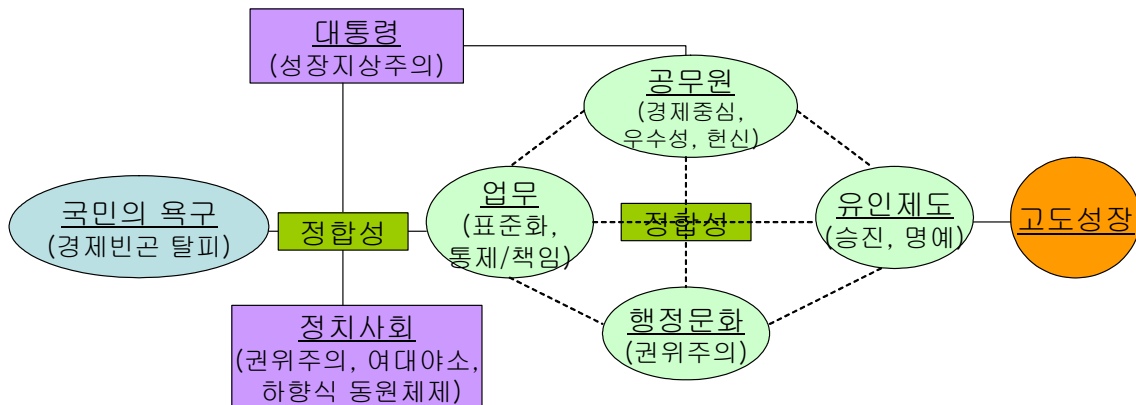 대통령
(성장지상주의)
공무원
(경제중심,
우수성, 헌신)
국민의 욕구
(경제빈곤 탈피)
정합성
업무
(표준화,
통제/책임)
정합성
유인제도
(승진, 명예)
고도성장
정치사회
(권위주의, 여대야소,
하향식 동원체제)
행정문화
(권위주의)